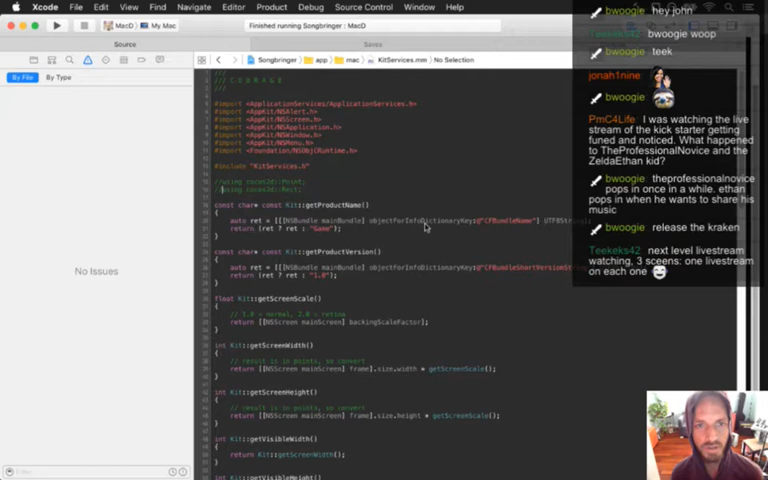 Xcode File Edit View Find Navigate Editor Product Debug Source Control Window Help
MacD My Mac
Finished running Songbringer : MacD
Source
Saves
Songbringer app mac KitServices.mm No Selection
By File By Type
No Issues
///
/// C O U R A G E
///
#import <ApplicationServices/ApplicationServices.h>
#import <AppKit/NSAlert.h>
#import <AppKit/NSScreen.h>
#import <AppKit/NSApplication.h>
#import <AppKit/NSWindow.h>
#import <AppKit/NSMenu.h>
#import <Foundation/NSObjCRuntime.h>
#include "KitServices.h"
//using cocos2d::Point;
//using cocos2d::Rect;
const char* const Kit::getProductName()
{
auto ret = [[[NSBundle mainBundle] objectForInfoDictionaryKey:@"CFBundleName"] UTF8String];
return (ret ? ret : "Game");
}
const char* const Kit::getProductVersion()
{
auto ret = [[[NSBundle mainBundle] objectForInfoDictionaryKey:@"CFBundleShortVersionString
return (ret ? ret : "1.0");
}
float Kit::getScreenScale()
{
// 1.0 = normal, 2.0 = retina
return [[NSScreen mainScreen] backingScaleFactor];
}
int Kit::getScreenWidth()
{
// result is in points, so convert
return [[NSScreen mainScreen] frame].size.width * getScreenScale();
}
int Kit::getScreenHeight()
{
// result is in points, so convert
return [[NSScreen mainScreen] frame].size.height * getScreenScale();
}
int Kit::getVisibleWidth()
{
return Kit::getScreenWidth();
}
int Kit::getVisibleHeight()
bwoogie hey john
Teekeks42 bwoogie woop
bwoogie teek
jonah1nine
bwoogie
PmC4Life I was watching the live
stream of the kick starter getting
funed and noticed. What happened
to TheProfessionalNovice and the
ZeldaEthan kid?
bwoogie theprofessionalnovice
pops in once in a while. ethan
pops in when he wants to share his
music
bwoogie release the kraken
Teekeks42 next level livestream
watching, 3 sceens: one livestream
on each one